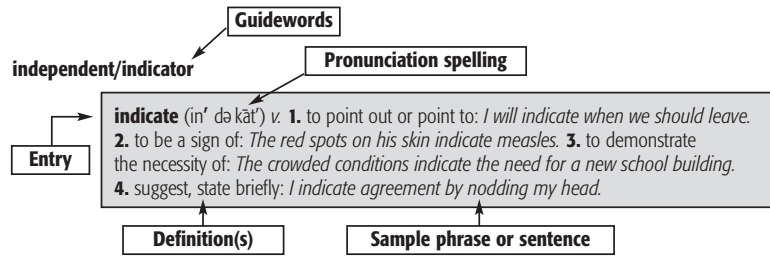 Guidewords
independent/indicator
Pronunciation spelling
indicate (in′ də kāt′) v. 1. to point out or point to: I will indicate when we should leave.
2. to be a sign of: The red spots on his skin indicate measles. 3. to demonstrate
the necessity of: The crowded conditions indicate the need for a new school building.
4. suggest, state briefly: I indicate agreement by nodding my head.
Entry
Definition(s)
Sample phrase or sentence